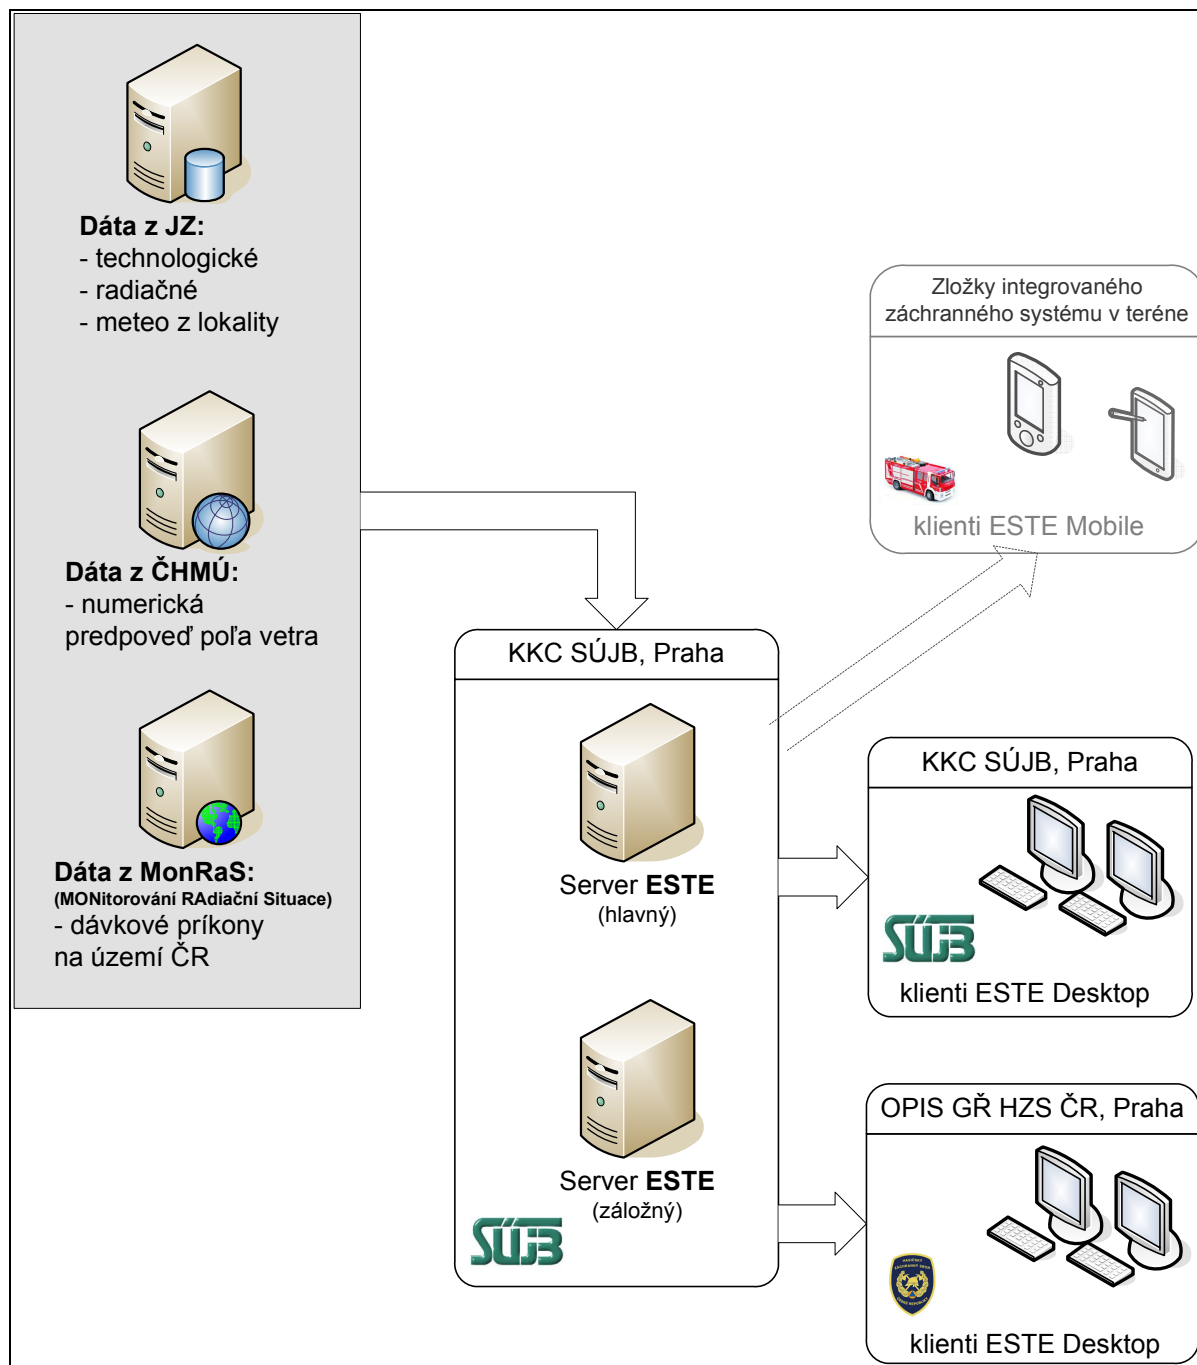 Dáta z JZ:
- technologické
- radiačné
- meteo z lokality
Dáta z ČHMÚ:
- numerická
predpoveď poľa vetra
Dáta z MonRaS:
(MONitorování RAdiační Situace)
- dávkové príkony
na území ČR
KKC SÚJB, Praha
Server ESTE
(hlavný)
Server ESTE
(záložný)
SÚJB
Zložky integrovaného
záchranného systému v teréne
klienti ESTE Mobile
KKC SÚJB, Praha
SÚJB
klienti ESTE Desktop
OPIS GŘ HZS ČR, Praha
klienti ESTE Desktop